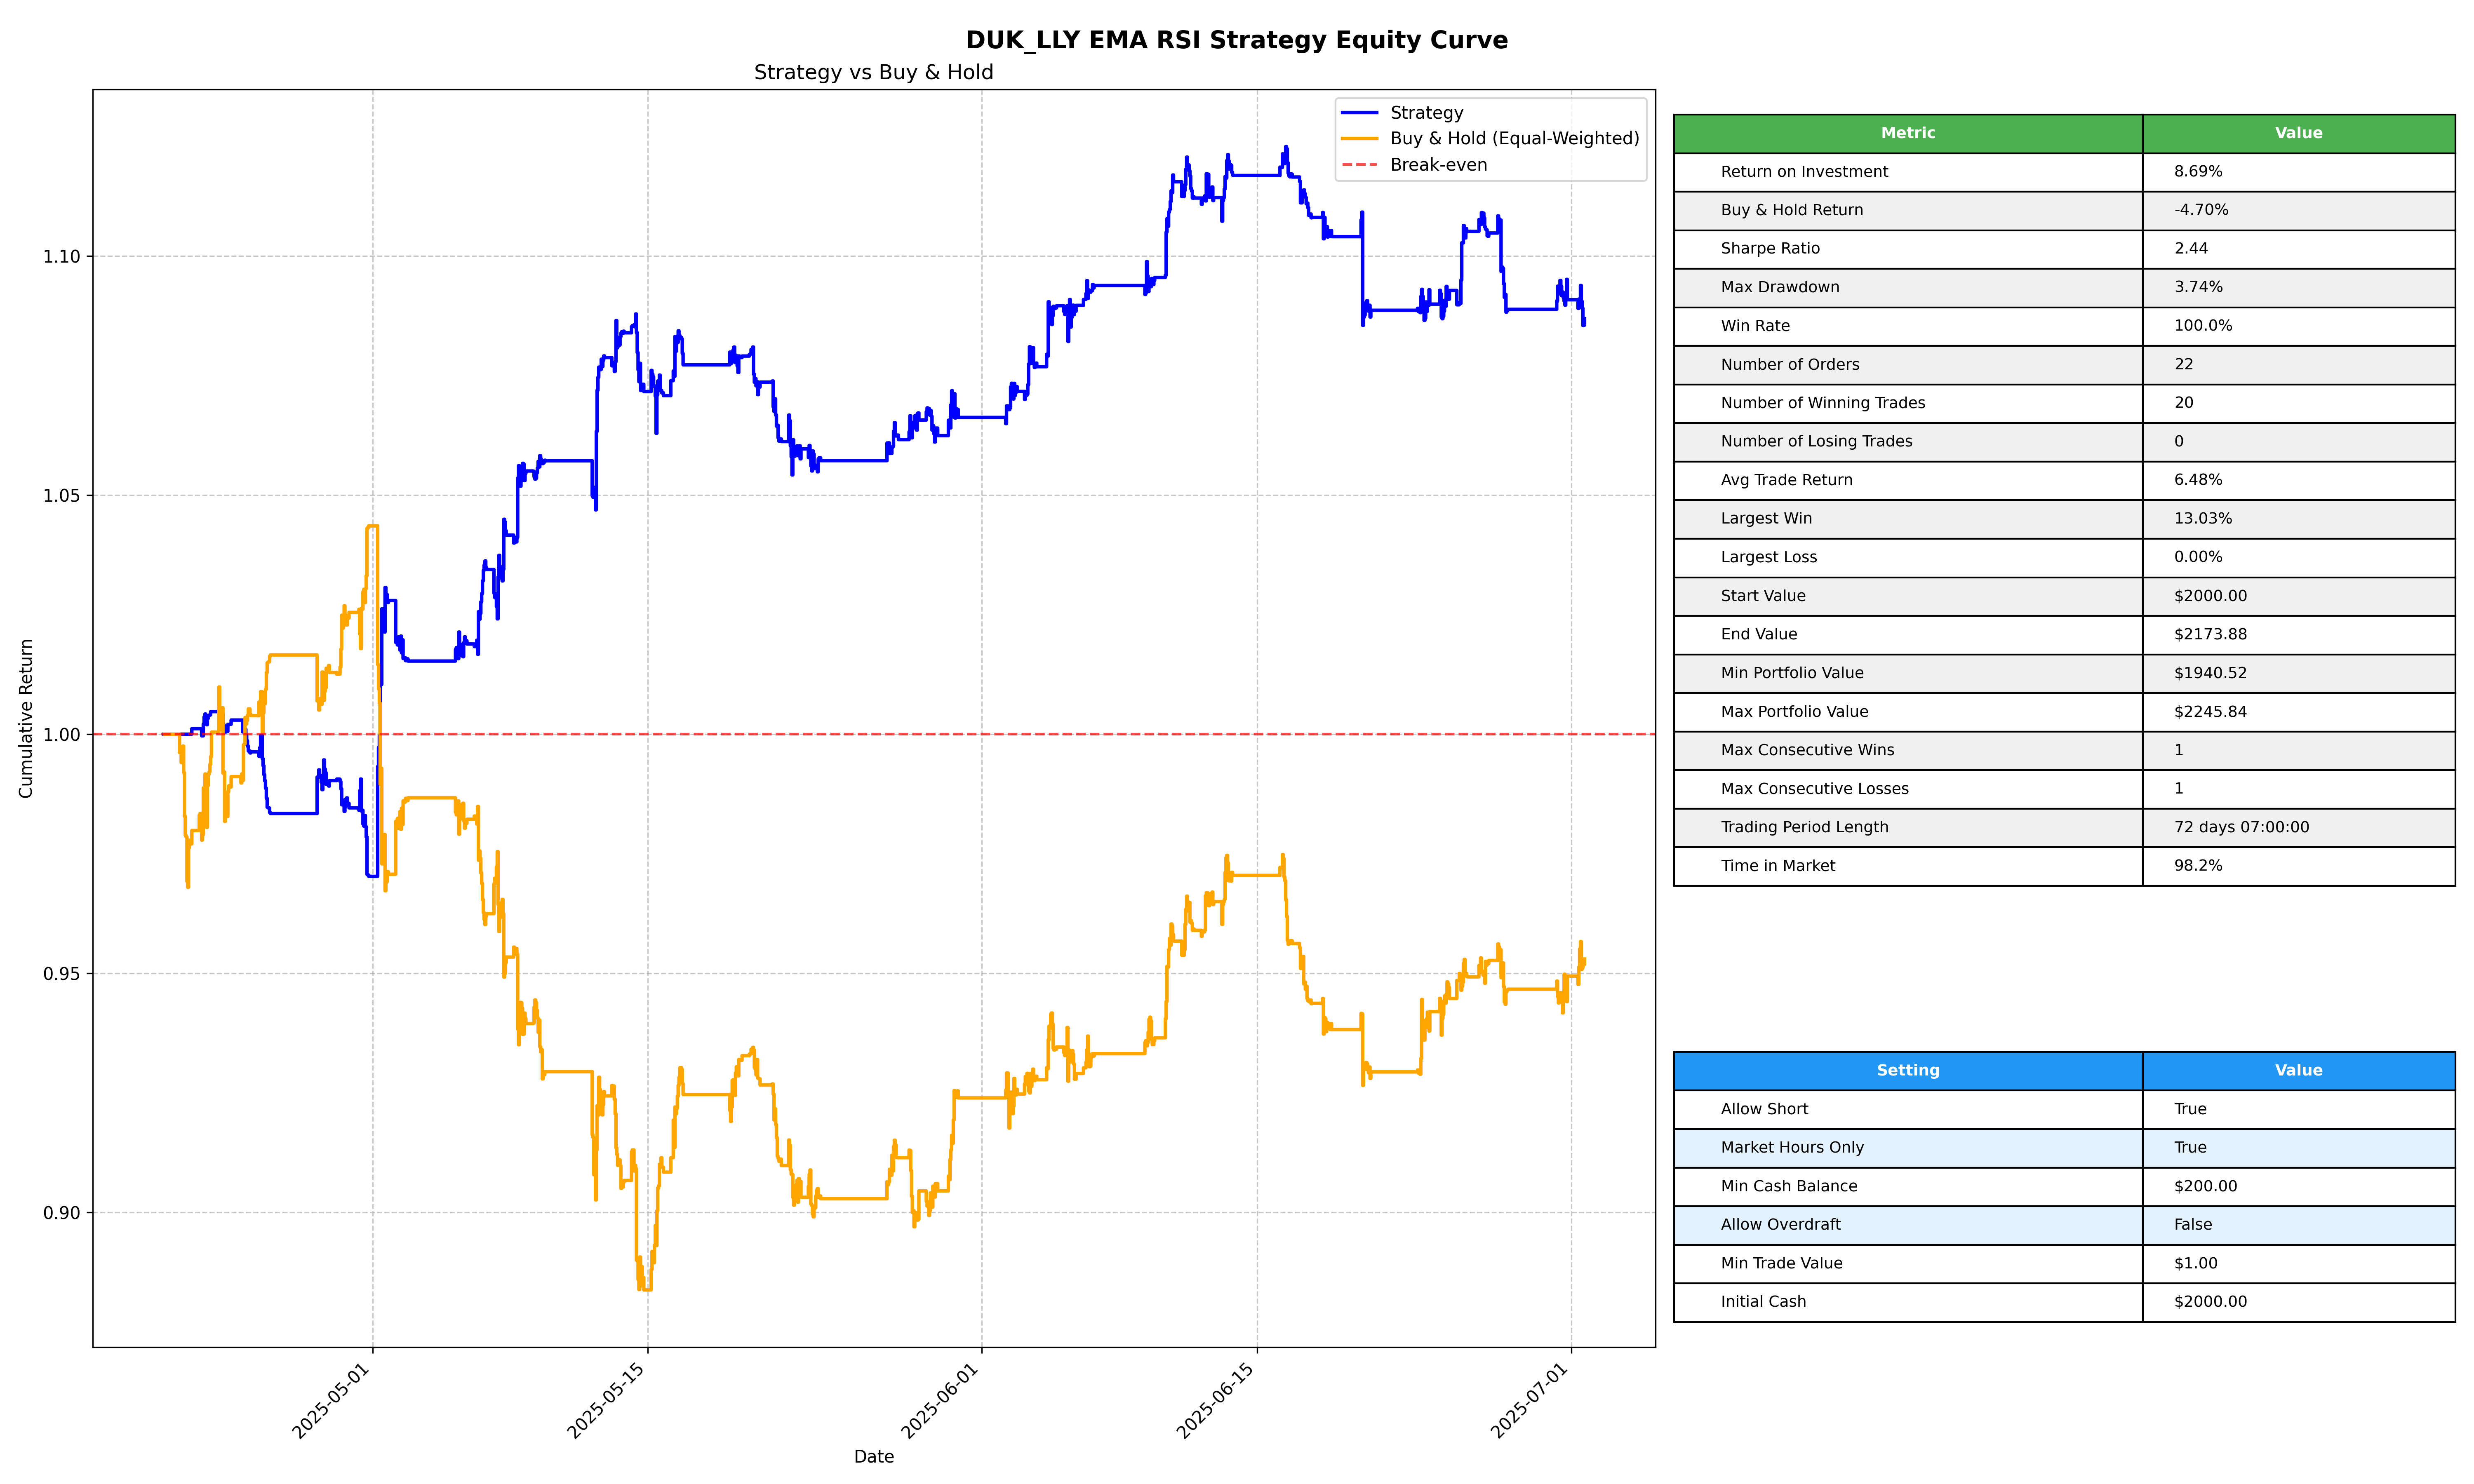 DUK_LLY EMA RSI Strategy Equity Curve
Strategy vs Buy & Hold
Strategy
Buy & Hold (Equal-Weighted)
Break-even
Cumulative Return
1.10
1.05
1.00
0.95
0.90
2025-05-01
2025-05-15
2025-06-01
2025-06-15
2025-07-01
Date
Metric Value
Return on Investment 8.69%
Buy & Hold Return -4.70%
Sharpe Ratio 2.44
Max Drawdown 3.74%
Win Rate 100.0%
Number of Orders 22
Number of Winning Trades 20
Number of Losing Trades 0
Avg Trade Return 6.48%
Largest Win 13.03%
Largest Loss 0.00%
Start Value $2000.00
End Value $2173.88
Min Portfolio Value $1940.52
Max Portfolio Value $2245.84
Max Consecutive Wins 1
Max Consecutive Losses 1
Trading Period Length 72 days 07:00:00
Time in Market 98.2%
Setting Value
Allow Short True
Market Hours Only True
Min Cash Balance $200.00
Allow Overdraft False
Min Trade Value $1.00
Initial Cash $2000.00